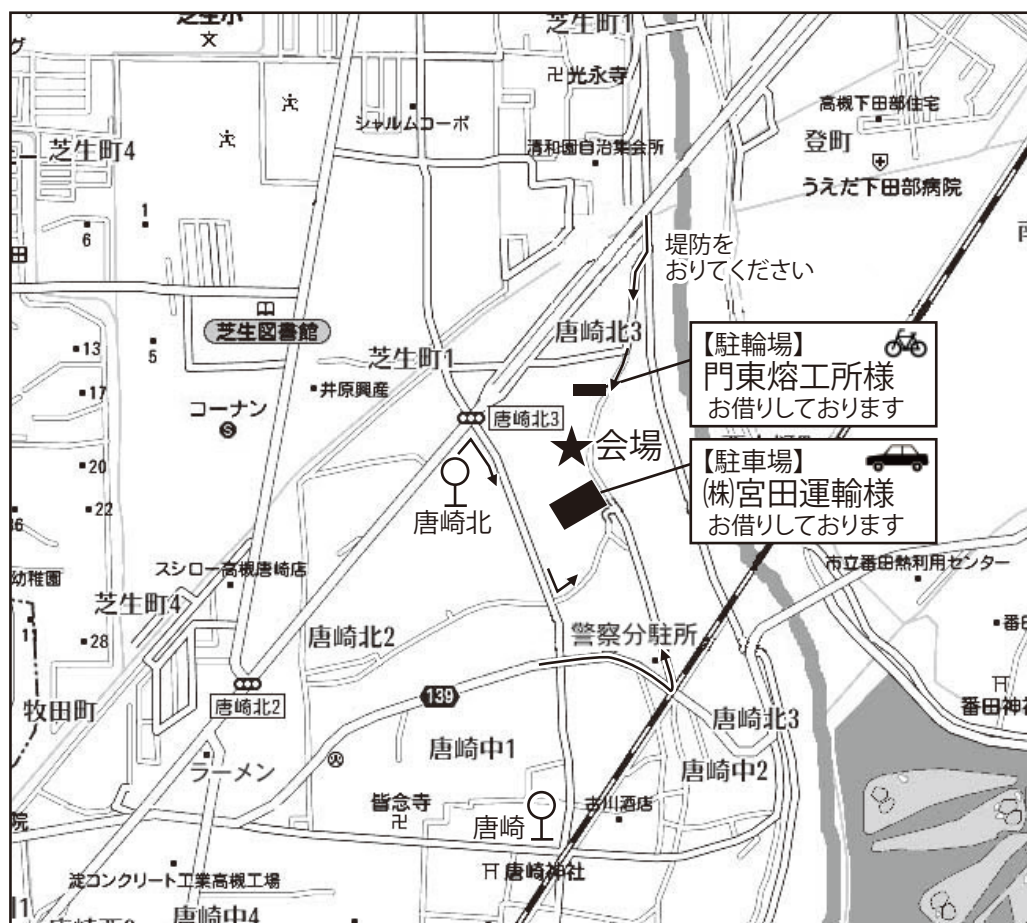 芝生小
グ
芝生町1
卍光永寺
シャルムコーポ
高槻下田部住宅
芝生町4
清和園自治集会所
登町
うえだ下田部病院
1
6
堤防を
おりてください
芝生図書館
唐崎北3
13
5
芝生町1
【駐輪場】
門東熔工所様
お借りしております
17
井原興産
コーナン
S
唐崎北3
会場
【駐車場】
㈱宮田運輸様
お借りしております
20
22
唐崎北
幼稚園
スシロー高槻唐崎店
市立番田熱利用センター
芝生町4
11
28
唐崎北2
警察分駐所
唐崎北2
139
牧田町
唐崎北3
番田神社
唐崎中1
唐崎中2
ラーメン
皆念寺
卍
唐崎
古川酒店
院
唐崎神社
淀コンクリート工業高槻工場
唐崎中4